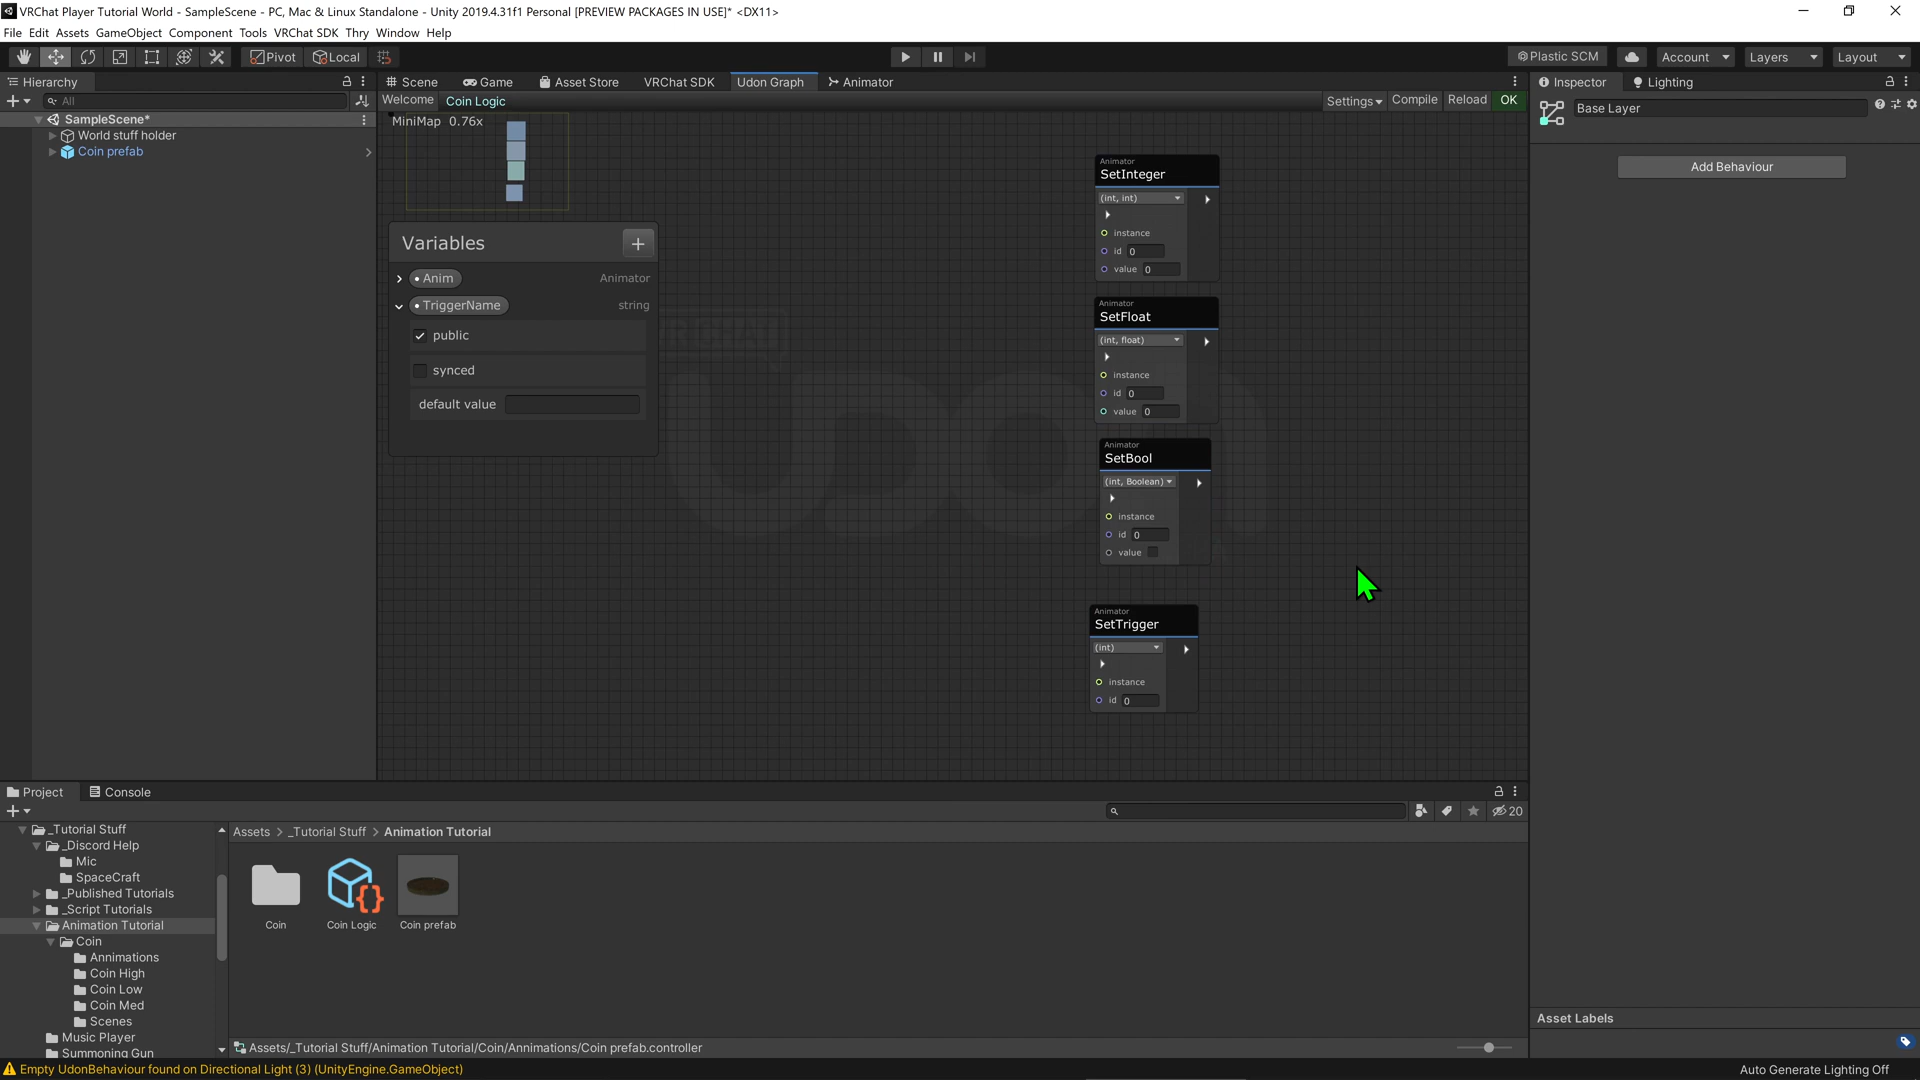 VRChat Player Tutorial World - SampleScene - PC, Mac & Linux Standalone - Unity 2019.4.31f1 Personal [PREVIEW PACKAGES IN USE]* <DX11>
File Edit Assets GameObject Component Tools VRChat SDK Thry Window Help
Pivot Local Plastic SCM Account Layers Layout
Hierarchy Scene Game Asset Store VRChat SDK Udon Graph Animator Inspector Lighting
All Welcome Coin Logic Settings Compile Reload OK Base Layer
SampleScene*
World stuff holder
Coin prefab
MiniMap 0.76x
Add Behaviour
Variables
Anim Animator
TriggerName string
public
synced
default value
Animator
SetInteger
(int, int)
instance
id 0
value 0
Animator
SetFloat
(int, float)
instance
id 0
value 0
Animator
SetBool
(int, Boolean)
instance
id 0
value
Animator
SetTrigger
(int)
instance
id 0
VRCHAT
UDON
Project Console
20
_Tutorial Stuff
_Discord Help
Mic
SpaceCraft
_Published Tutorials
_Script Tutorials
Animation Tutorial
Coin
Annimations
Coin High
Coin Low
Coin Med
Scenes
Music Player
Summoning Gun
Assets > _Tutorial Stuff > Animation Tutorial
Coin
Coin Logic
Coin prefab
Assets/_Tutorial Stuff/Animation Tutorial/Coin/Annimations/Coin prefab.controller
Asset Labels
Empty UdonBehaviour found on Directional Light (3) (UnityEngine.GameObject)
Auto Generate Lighting Off